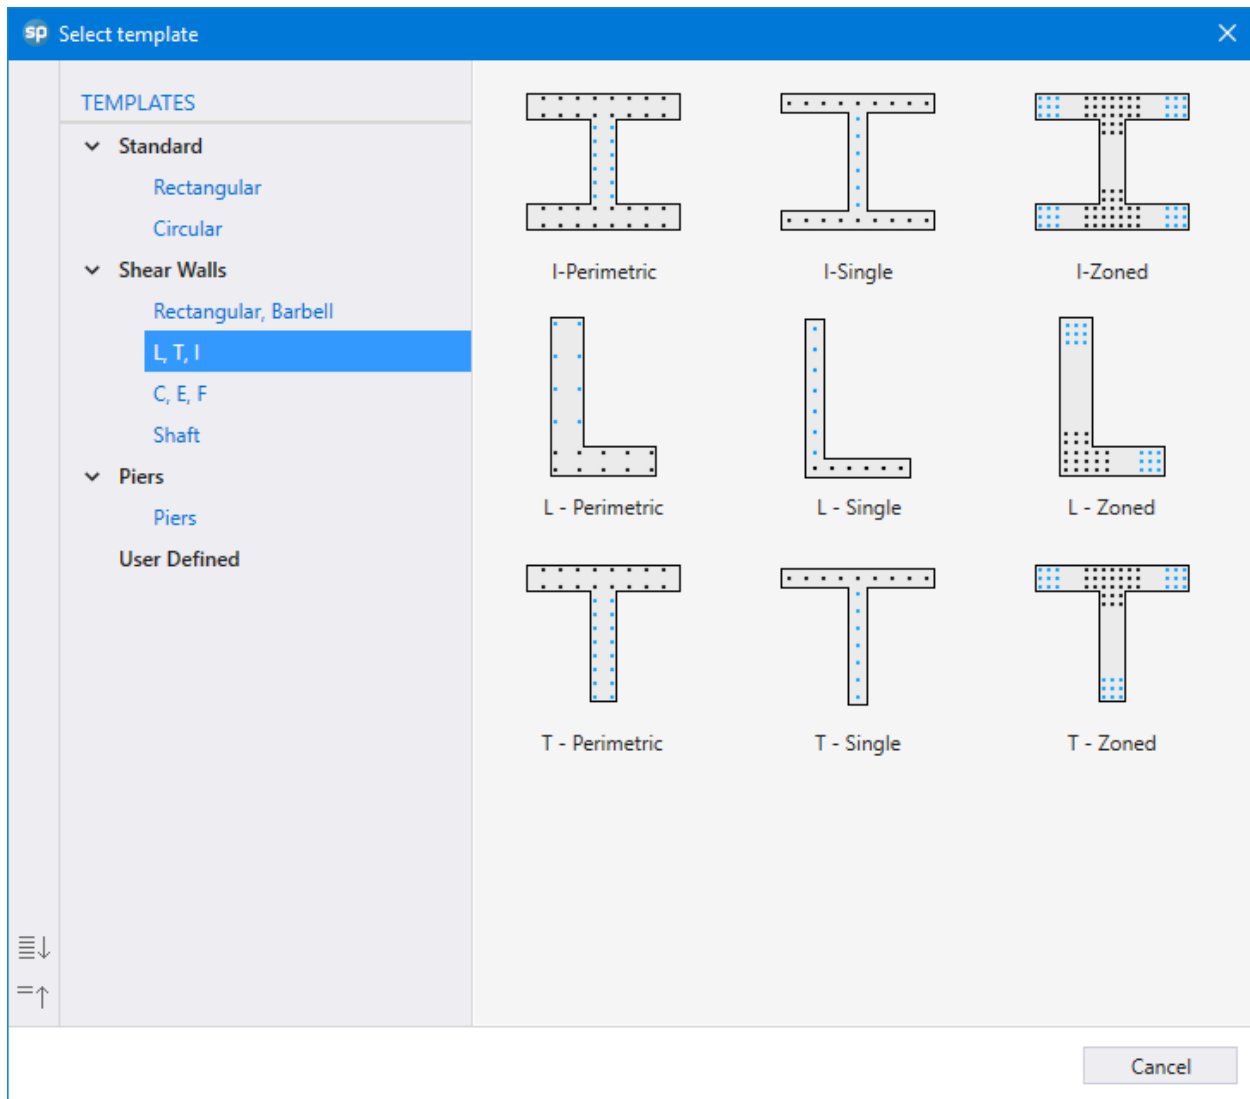 sp Select template
TEMPLATES
Standard
Rectangular
Circular
Shear Walls
Rectangular, Barbell
L, T, I
C, E, F
Shaft
Piers
Piers
User Defined
I-Perimetric
I-Single
I-Zoned
L - Perimetric
L - Single
L - Zoned
T - Perimetric
T - Single
T - Zoned
Cancel